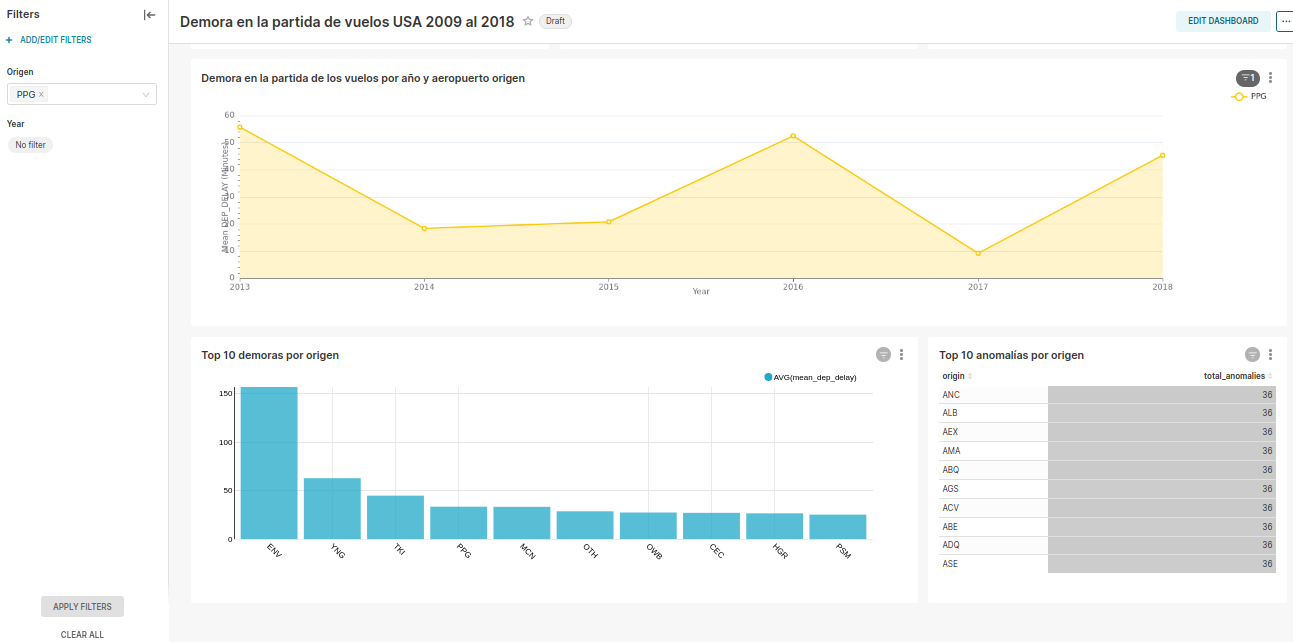 Filters
+ ADD/EDIT FILTERS
Origen
PPG ×
Year
No filter
APPLY FILTERS
CLEAR ALL
Demora en la partida de vuelos USA 2009 al 2018 ☆ Draft
EDIT DASHBOARD ...
Demora en la partida de los vuelos por año y aeropuerto origen
1
PPG
Mean DEP_DELAY (Minutes)
60
50
40
30
20
10
0
2013 2014 2015 2016 2017 2018
Year
Top 10 demoras por origen
AVG(mean_dep_delay)
150
100
50
0
ENV YNG TKI PPG MCN OTH OWB CEC HGR PSM
Top 10 anomalías por origen
origin total_anomalies
ANC 36
ALB 36
AEX 36
AMA 36
ABQ 36
AGS 36
ACV 36
ABE 36
ADQ 36
ASE 36